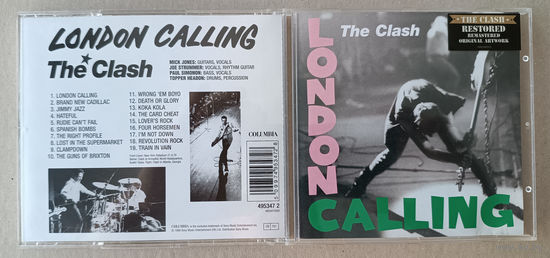 LONDON CALLING
The Clash
MICK JONES: GUITARS, VOCALS
JOE STRUMMER: VOCALS, RHYTHM GUITAR
PAUL SIMONON: BASS, VOCALS
TOPPER HEADON: DRUMS, PERCUSSION
1. LONDON CALLING
2. BRAND NEW CADILLAC
3. JIMMY JAZZ
4. HATEFUL
5. RUDIE CAN'T FAIL
6. SPANISH BOMBS
7. THE RIGHT PROFILE
8. LOST IN THE SUPERMARKET
9. CLAMPDOWN
10. THE GUNS OF BRIXTON
11. WRONG 'EM BOYO
12. DEATH OR GLORY
13. KOKA KOLA
14. THE CARD CHEAT
15. LOVER'S ROCK
16. FOUR HORSEMEN
17. I'M NOT DOWN
18. REVOLUTION ROCK
19. TRAIN IN VAIN
COLUMBIA
495347 2
COLUMBIA
The Clash
THE CLASH
RESTORED
REMASTERED
ORIGINAL ARTWORK
LONDON
CALLING
The Clash